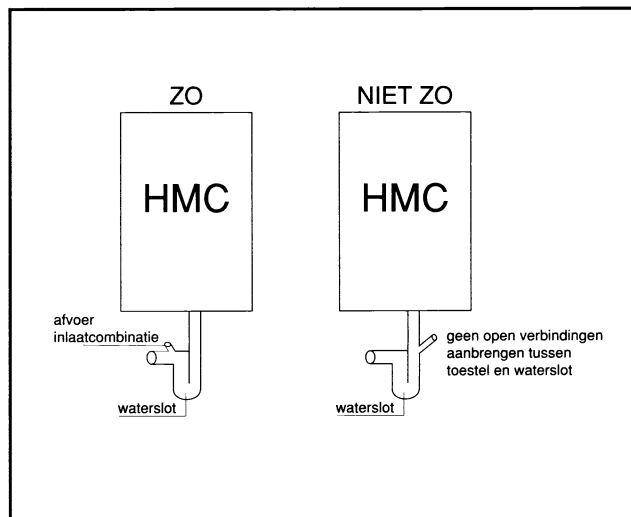 ZO
HMC
afvoer
inlaatcombinatie
waterslot
NIET ZO
HMC
geen open verbindingen
aanbrengen tussen
toestel en waterslot
waterslot